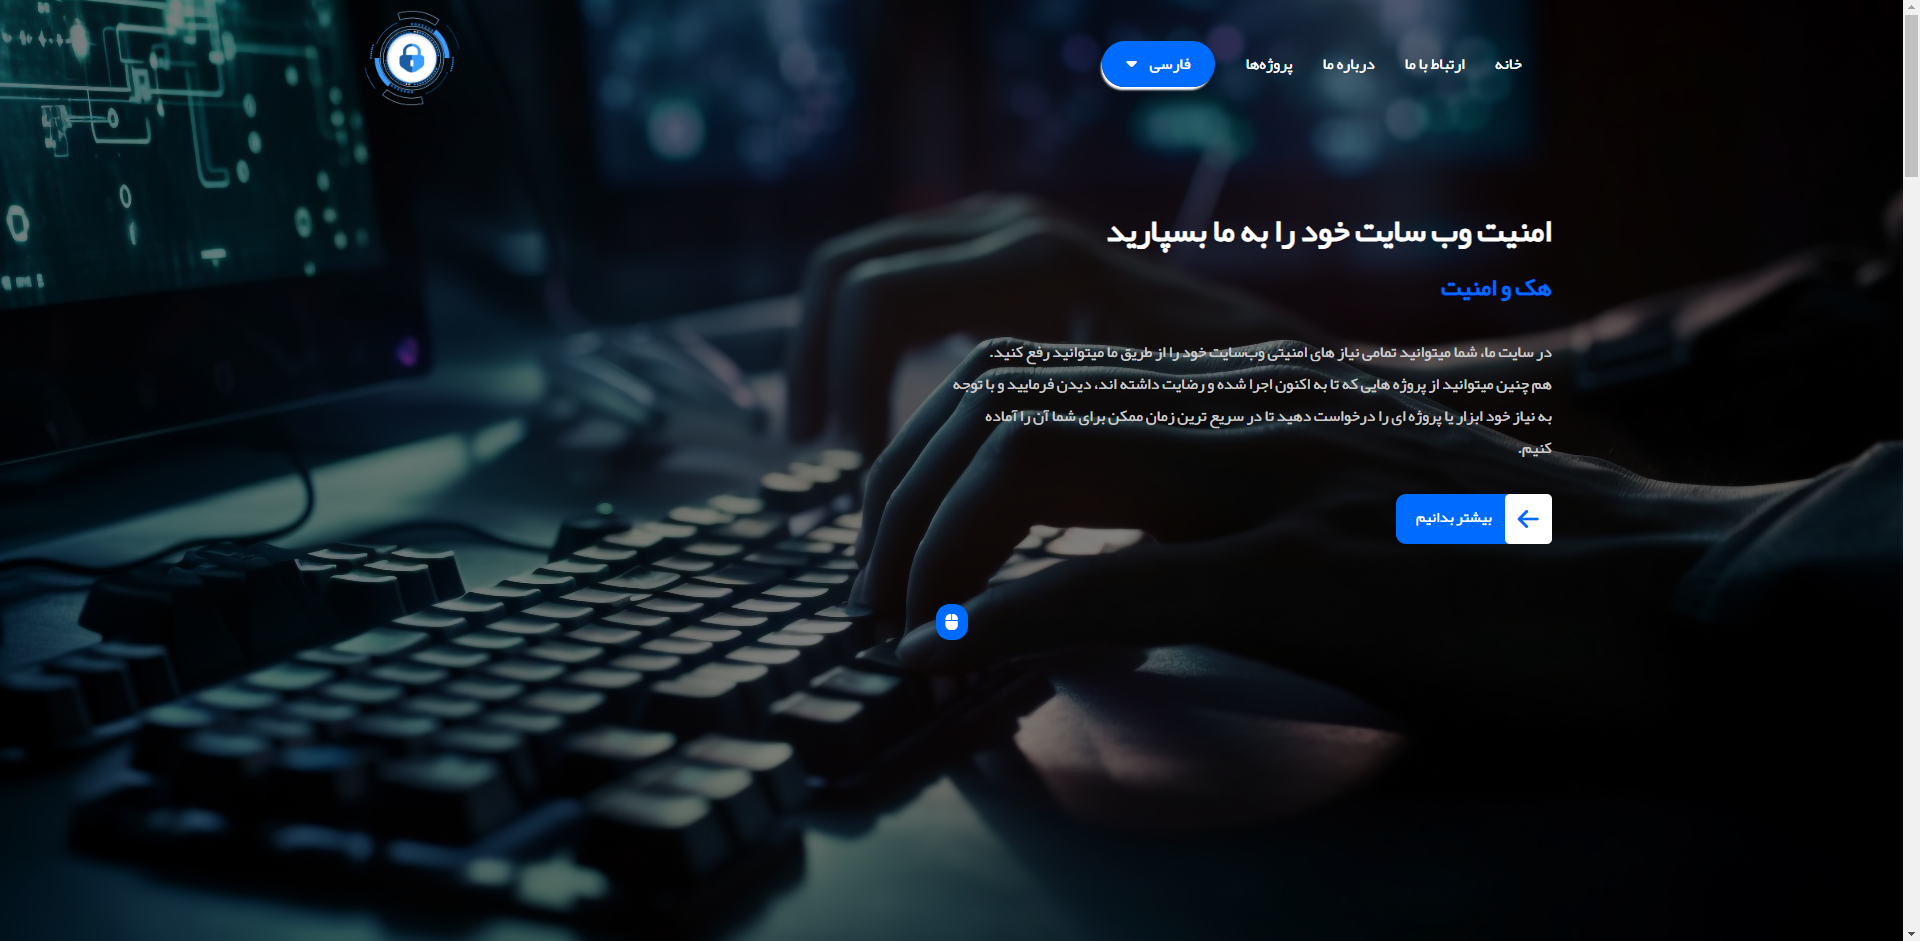 خانه
ارتباط با ما
درباره ما
پروژه‌ها
فارسی
امنیت وب سایت خود را به ما بسپارید
هک و امنیت
در سایت ما، شما میتوانید تمامی نیاز های امنیتی وب‌سایت خود را از طریق ما میتوانید رفع کنید.
هم چنین میتوانید از پروژه هایی که تا به اکنون اجرا شده و رضایت داشته اند، دیدن فرمایید و با توجه
به نیاز خود ابزار یا پروژه ای را درخواست دهید تا در سریع ترین زمان ممکن برای شما آن را آماده
کنیم.
بیشتر بدانیم